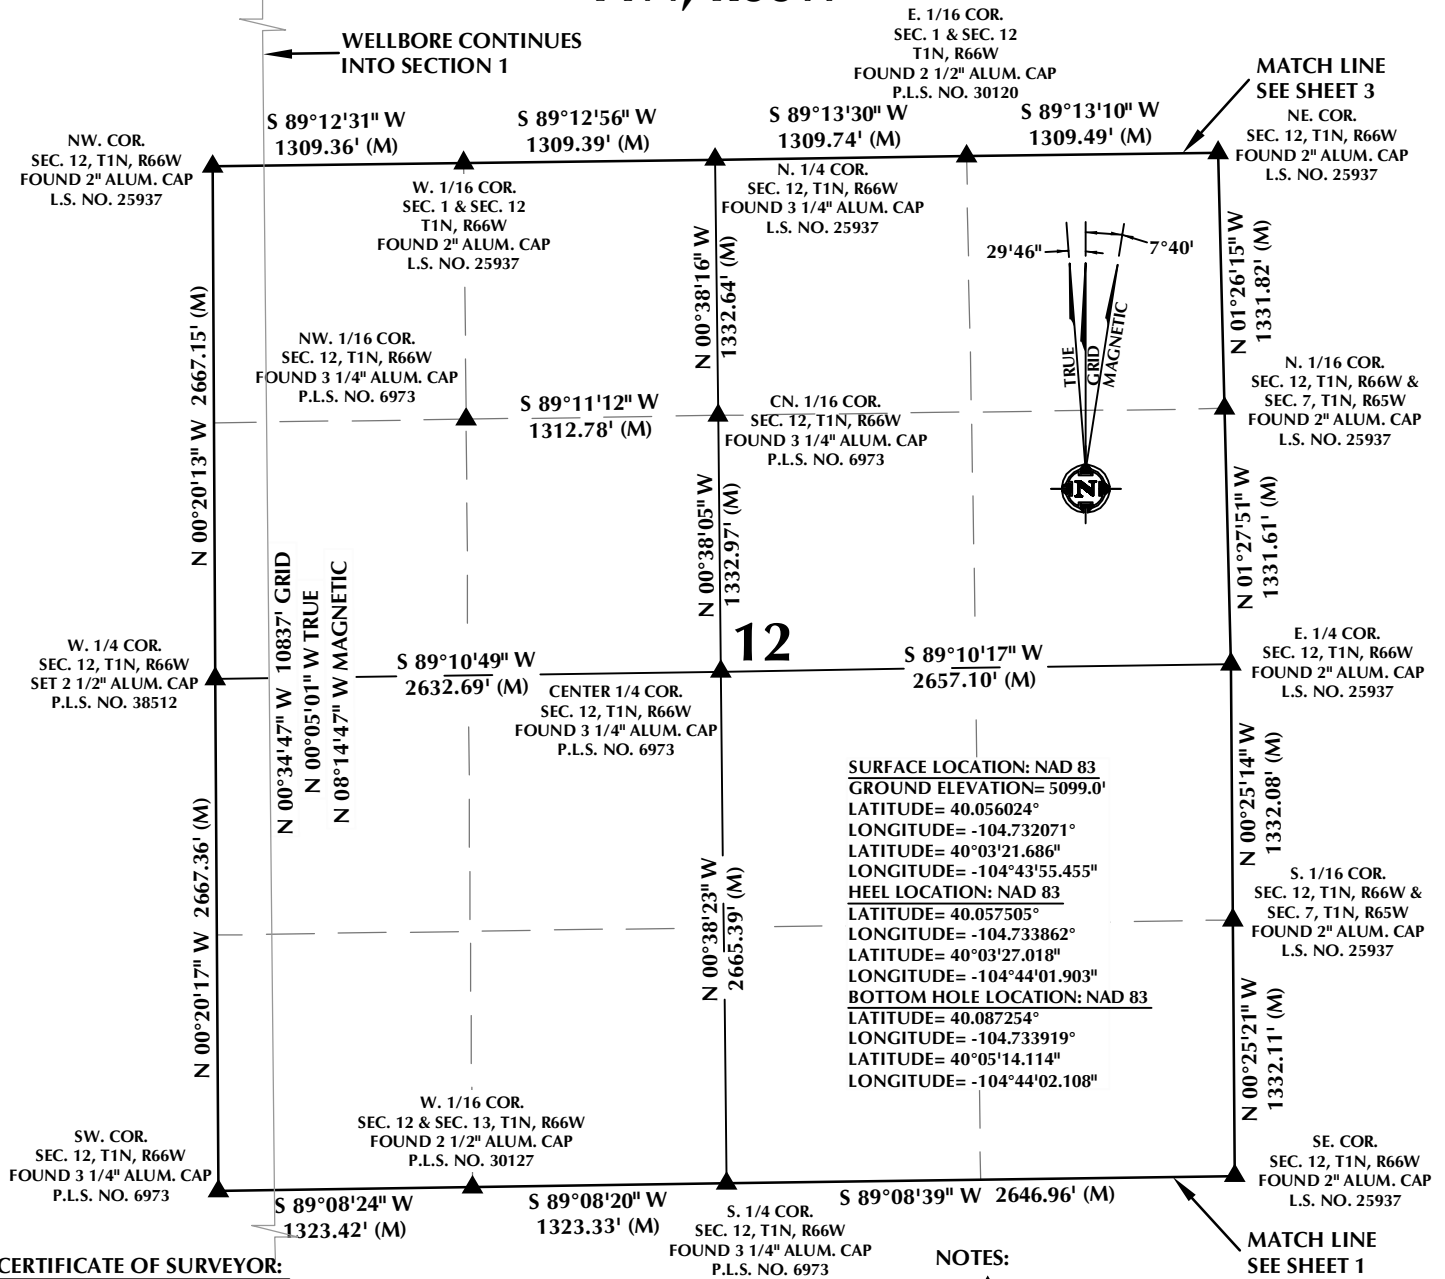 WELLBORE CONTINUES
INTO SECTION 1
E. 1/16 COR.
SEC. 1 & SEC. 12
T1N, R66W
FOUND 2 1/2" ALUM. CAP
P.L.S. NO. 30120
MATCH LINE
SEE SHEET 3
S 89°12'31" W
1309.36' (M)
S 89°12'56" W
1309.39' (M)
S 89°13'30" W
1309.74' (M)
S 89°13'10" W
1309.49' (M)
NW. COR.
SEC. 12, T1N, R66W
FOUND 2" ALUM. CAP
L.S. NO. 25937
NE. COR.
SEC. 12, T1N, R66W
FOUND 2" ALUM. CAP
L.S. NO. 25937
W. 1/16 COR.
SEC. 1 & SEC. 12
T1N, R66W
FOUND 2" ALUM. CAP
L.S. NO. 25937
N. 1/4 COR.
SEC. 12, T1N, R66W
FOUND 3 1/4" ALUM. CAP
L.S. NO. 25937
N 00°38'16" W
1332.64' (M)
29'46"
7°40'
TRUE
GRID
MAGNETIC
N
N 01°26'15" W
1331.82' (M)
N 00°20'13" W 2667.15' (M)
NW. 1/16 COR.
SEC. 12, T1N, R66W
FOUND 3 1/4" ALUM. CAP
P.L.S. NO. 6973
S 89°11'12" W
1312.78' (M)
CN. 1/16 COR.
SEC. 12, T1N, R66W
FOUND 3 1/4" ALUM. CAP
P.L.S. NO. 6973
N. 1/16 COR.
SEC. 12, T1N, R66W &
SEC. 7, T1N, R65W
FOUND 2" ALUM. CAP
L.S. NO. 25937
N 00°38'05" W
1332.97' (M)
N 01°27'51" W
1331.61' (M)
N 00°34'47" W 10837' GRID
N 00°05'01" W TRUE
N 08°14'47" W MAGNETIC
W. 1/4 COR.
SEC. 12, T1N, R66W
SET 2 1/2" ALUM. CAP
P.L.S. NO. 38512
S 89°10'49" W
2632.69' (M)
12
CENTER 1/4 COR.
SEC. 12, T1N, R66W
FOUND 3 1/4" ALUM. CAP
P.L.S. NO. 6973
S 89°10'17" W
2657.10' (M)
E. 1/4 COR.
SEC. 12, T1N, R66W
FOUND 2" ALUM. CAP
L.S. NO. 25937
N 00°20'17" W 2667.36' (M)
N 00°38'23" W
2665.39' (M)
SURFACE LOCATION: NAD 83
GROUND ELEVATION= 5099.0'
LATITUDE= 40.056024°
LONGITUDE= -104.732071°
LATITUDE= 40°03'21.686"
LONGITUDE= -104°43'55.455"
HEEL LOCATION: NAD 83
LATITUDE= 40.057505°
LONGITUDE= -104.733862°
LATITUDE= 40°03'27.018"
LONGITUDE= -104°44'01.903"
BOTTOM HOLE LOCATION: NAD 83
LATITUDE= 40.087254°
LONGITUDE= -104.733919°
LATITUDE= 40°05'14.114"
LONGITUDE= -104°44'02.108"
N 00°25'14" W
1332.08' (M)
S. 1/16 COR.
SEC. 12, T1N, R66W &
SEC. 7, T1N, R65W
FOUND 2" ALUM. CAP
L.S. NO. 25937
N 00°25'21" W
1332.11' (M)
SW. COR.
SEC. 12, T1N, R66W
FOUND 3 1/4" ALUM. CAP
P.L.S. NO. 6973
W. 1/16 COR.
SEC. 12 & SEC. 13, T1N, R66W
FOUND 2 1/2" ALUM. CAP
P.L.S. NO. 30127
SE. COR.
SEC. 12, T1N, R66W
FOUND 2" ALUM. CAP
L.S. NO. 25937
S 89°08'24" W
1323.42' (M)
S 89°08'20" W
1323.33' (M)
S 89°08'39" W 2646.96' (M)
S. 1/4 COR.
SEC. 12, T1N, R66W
FOUND 3 1/4" ALUM. CAP
P.L.S. NO. 6973
MATCH LINE
SEE SHEET 1
CERTIFICATE OF SURVEYOR:
NOTES: